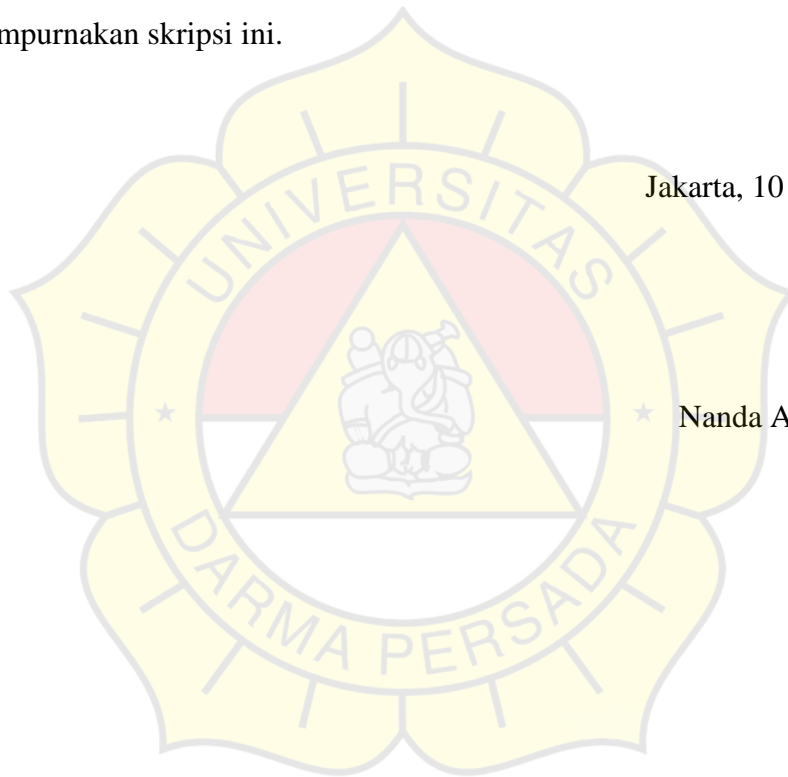 mpurnakan skripsi ini.
UNIVERSITAS
Jakarta, 10
Nanda A
DARMA PERSADA